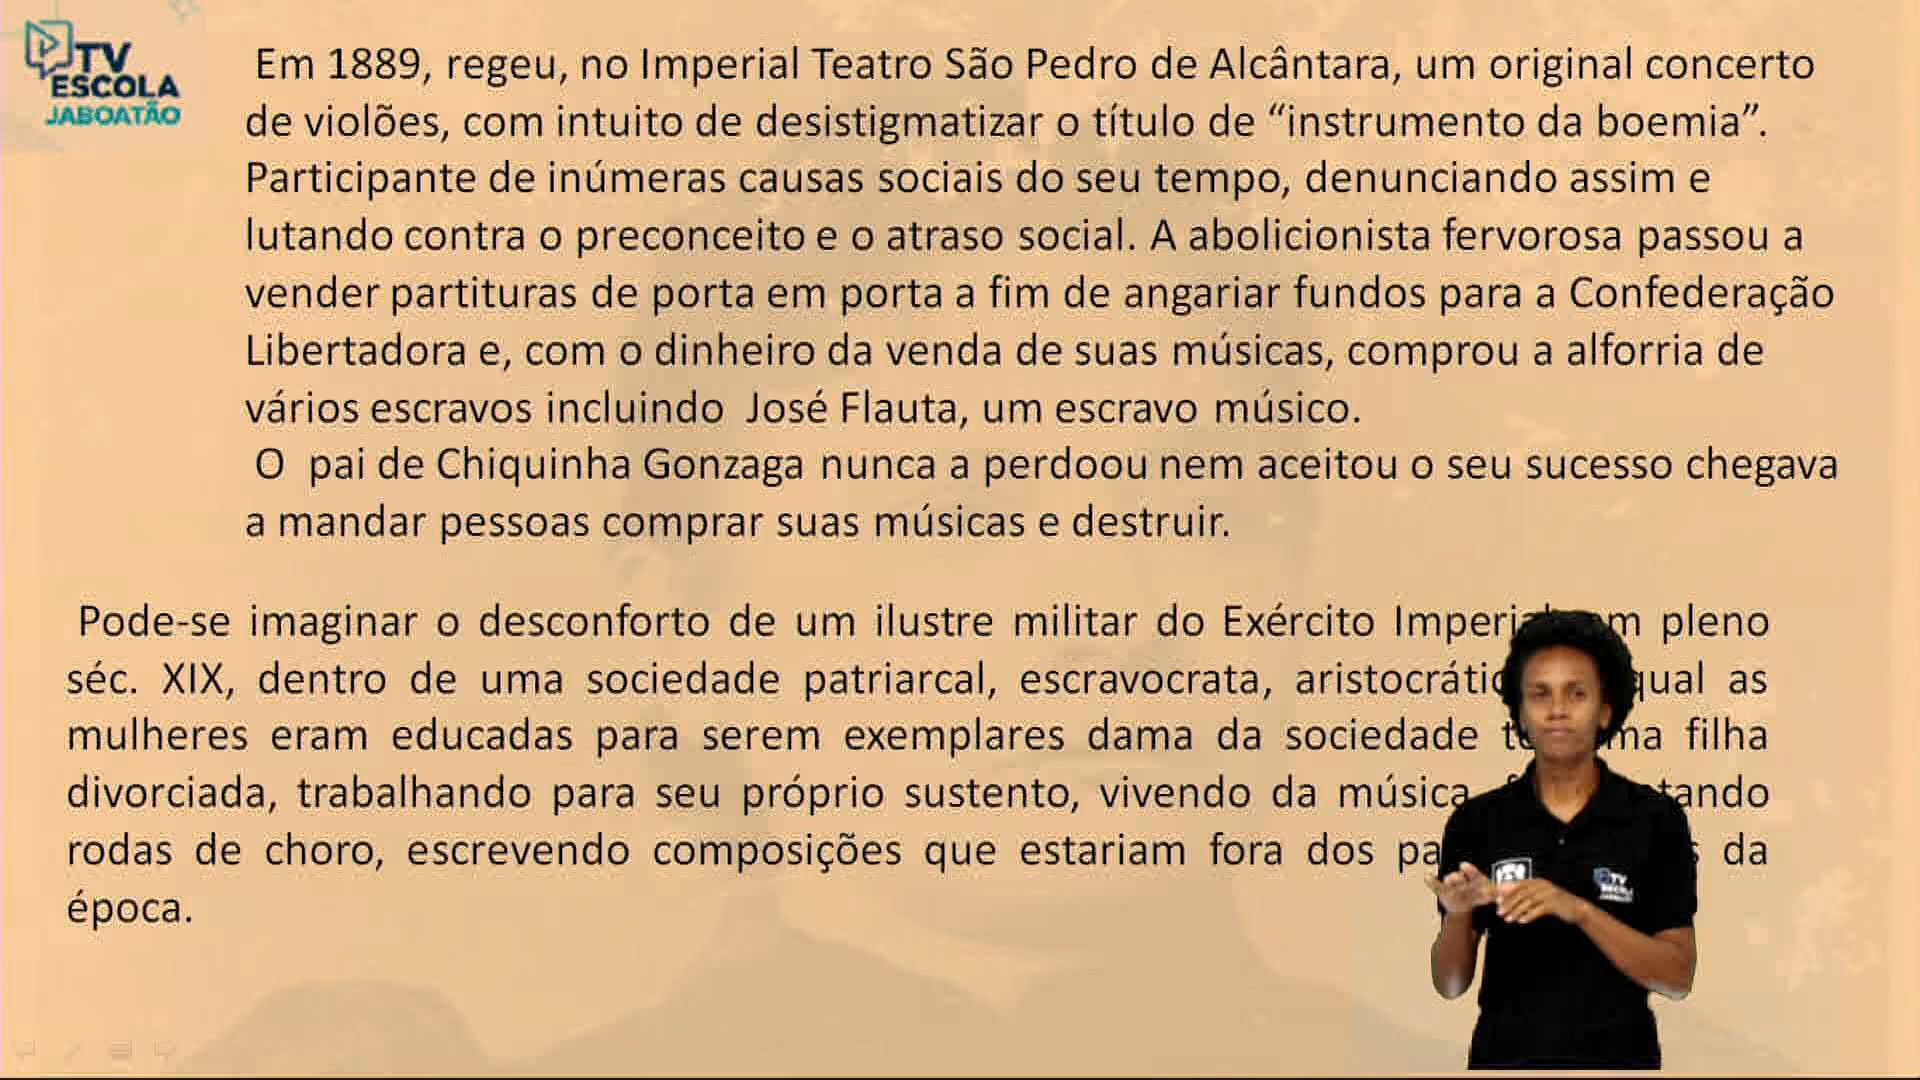 TV
ESCOLA
JABOATÃO
Em 1889, regeu, no Imperial Teatro São Pedro de Alcântara, um original concerto
de violões, com intuito de desistigmatizar o título de “instrumento da boemia”.
Participante de inúmeras causas sociais do seu tempo, denunciando assim e
lutando contra o preconceito e o atraso social. A abolicionista fervorosa passou a
vender partituras de porta em porta a fim de angariar fundos para a Confederação
Libertadora e, com o dinheiro da venda de suas músicas, comprou a alforria de
vários escravos incluindo José Flauta, um escravo músico.
O pai de Chiquinha Gonzaga nunca a perdoou nem aceitou o seu sucesso chegava
a mandar pessoas comprar suas músicas e destruir.
Pode-se imaginar o desconforto de um ilustre militar do Exército Imperial em pleno
séc. XIX, dentro de uma sociedade patriarcal, escravocrata, aristocrátic qual as
mulheres eram educadas para serem exemplares dama da sociedade filha
divorciada, trabalhando para seu próprio sustento, vivendo da música
rodas de choro, escrevendo composições que estariam fora dos da
época.
TV
ESCOLA